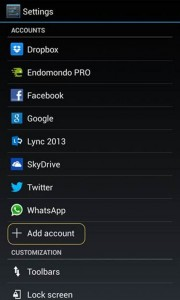 Settings
ACCOUNTS
Dropbox
Endomondo PRO
Facebook
Google
Lync 2013
SkyDrive
Twitter
WhatsApp
+ Add account
CUSTOMIZATION
Toolbars
Lock screen